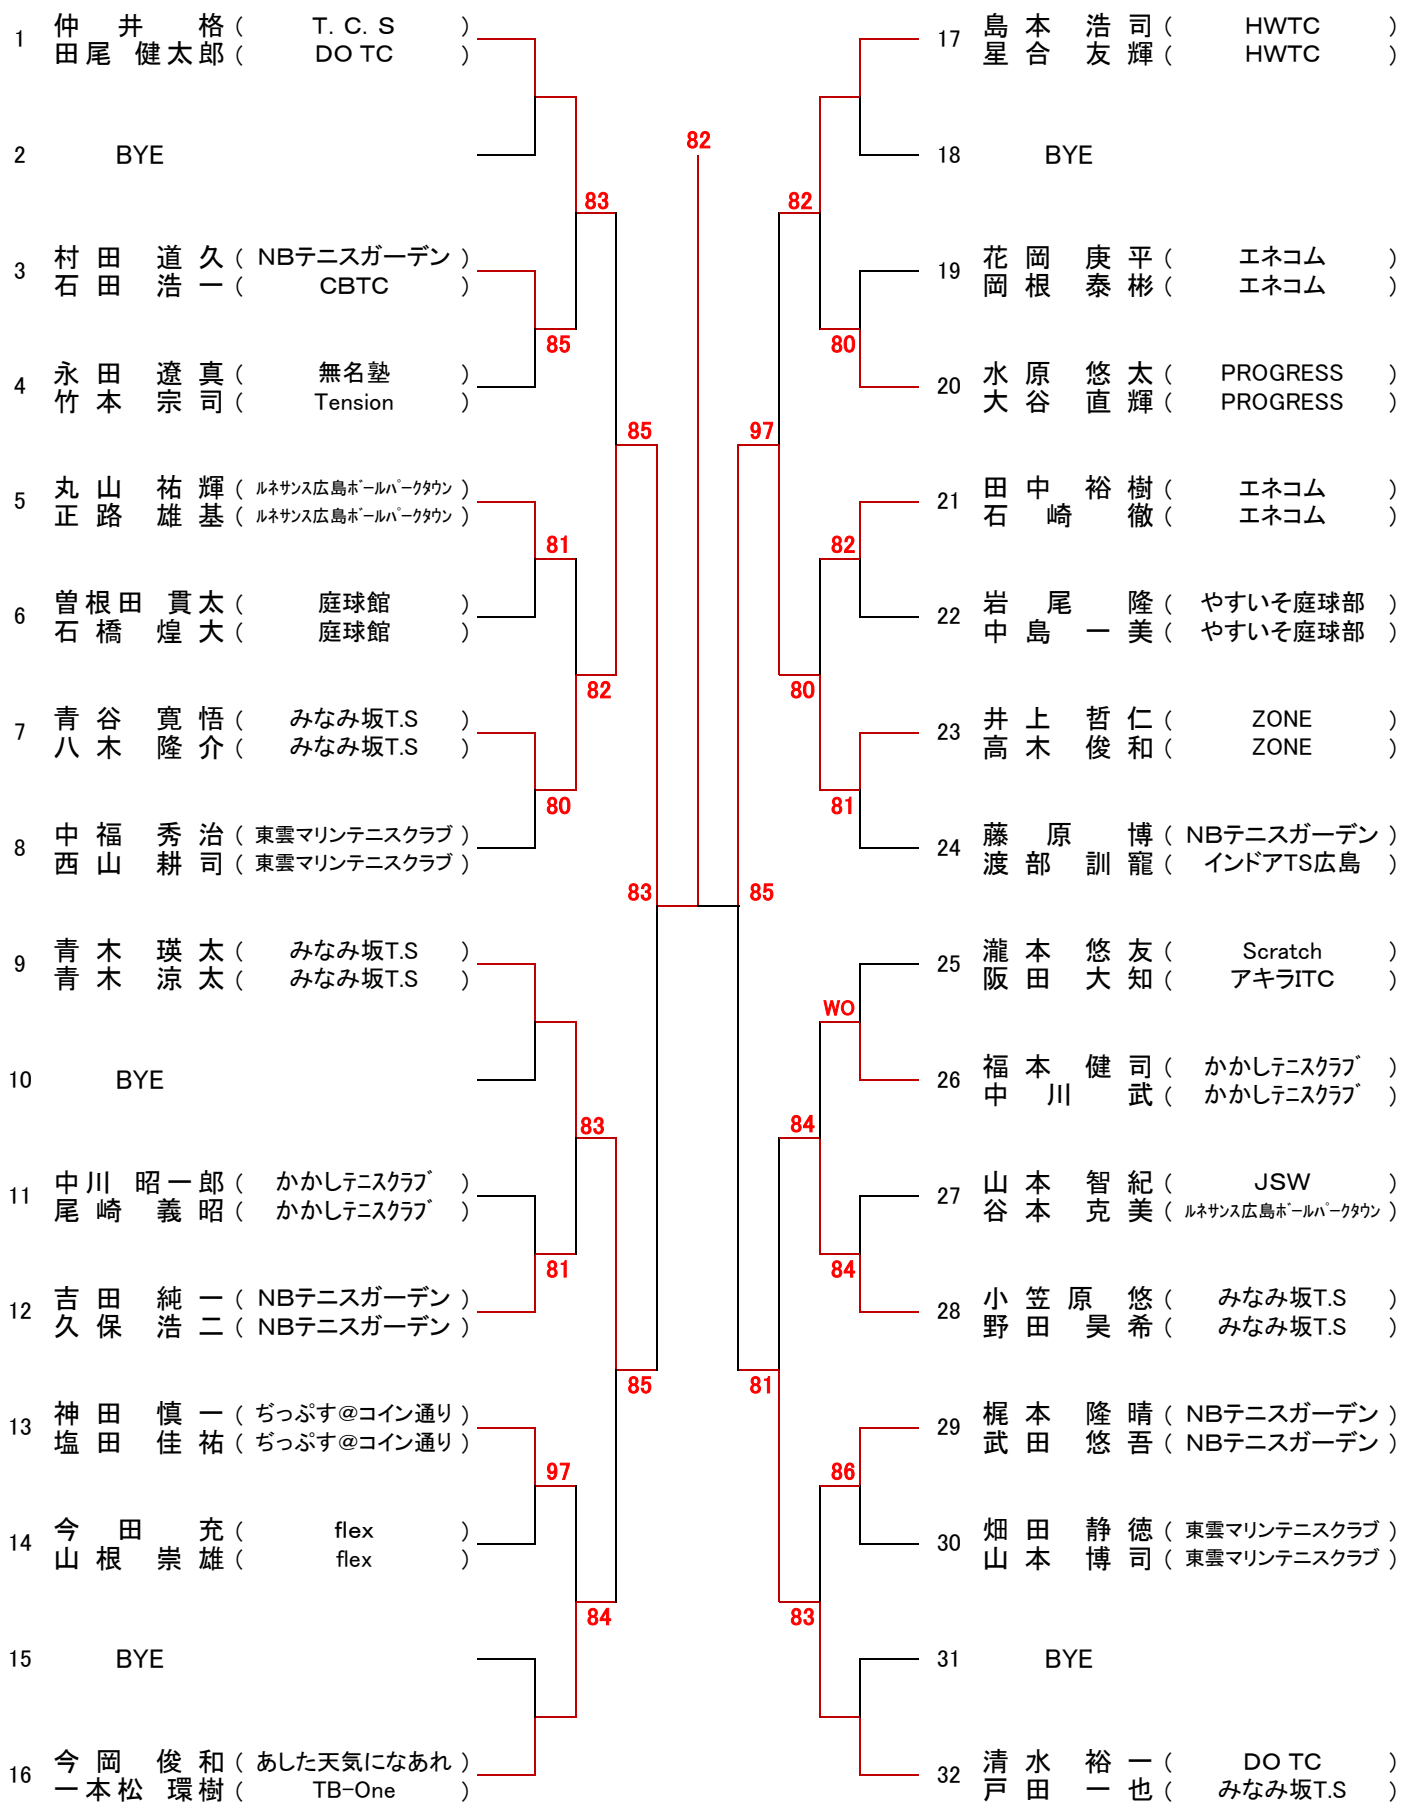 1 仲井 格 ( T. C. S )
田尾 健太郎 ( DO TC )
2 BYE
83
3 村田 道久 ( NBテニスガーデン )
石田 浩一 ( CBTC )
85
4 永田 遼真 ( 無名塾 )
竹本 宗司 ( Tension )
85
5 丸山 祐輝 ( ルネサンス広島ボールパークタウン )
正路 雄基 ( ルネサンス広島ボールパークタウン )
81
6 曽根田 貫太 ( 庭球館 )
石橋 煌大 ( 庭球館 )
82
7 青谷 寛悟 ( みなみ坂T.S )
八木 隆介 ( みなみ坂T.S )
80
8 中福 秀治 ( 東雲マリンテニスクラブ )
西山 耕司 ( 東雲マリンテニスクラブ )
83
9 青木 瑛太 ( みなみ坂T.S )
青木 涼太 ( みなみ坂T.S )
10 BYE
83
11 中川 昭一郎 ( かかしテニスクラブ )
尾崎 義昭 ( かかしテニスクラブ )
81
12 吉田 純一 ( NBテニスガーデン )
久保 浩二 ( NBテニスガーデン )
85
13 神田 慎一 ( ぢっぷす@コイン通り )
塩田 佳祐 ( ぢっぷす@コイン通り )
97
14 今田 充 ( flex )
山根 崇雄 ( flex )
84
15 BYE
16 今岡 俊和 ( あした天気になあれ )
一本松 環樹 ( TB-One )
82
17 島本 浩司 ( HWTC )
星合 友輝 ( HWTC )
18 BYE
82
19 花岡 庚平 ( エネコム )
岡根 泰彬 ( エネコム )
80
20 水原 悠太 ( PROGRESS )
大谷 直輝 ( PROGRESS )
97
21 田中 裕樹 ( エネコム )
石崎 徹 ( エネコム )
82
22 岩尾 隆 ( やすいそ庭球部 )
中島 一美 ( やすいそ庭球部 )
80
23 井上 哲仁 ( ZONE )
高木 俊和 ( ZONE )
81
24 藤原 博 ( NBテニスガーデン )
渡部 訓寵 ( インドアTS広島 )
85
25 瀧本 悠友 ( Scratch )
阪田 大知 ( アキラITC )
WO
26 福本 健司 ( かかしテニスクラブ )
中川 武 ( かかしテニスクラブ )
84
27 山本 智紀 ( JSW )
谷本 克美 ( ルネサンス広島ボールパークタウン )
84
28 小笠原 悠 ( みなみ坂T.S )
野田 昊希 ( みなみ坂T.S )
81
29 梶本 隆晴 ( NBテニスガーデン )
武田 悠吾 ( NBテニスガーデン )
86
30 畑田 静徳 ( 東雲マリンテニスクラブ )
山本 博司 ( 東雲マリンテニスクラブ )
83
31 BYE
32 清水 裕一 ( DO TC )
戸田 一也 ( みなみ坂T.S )